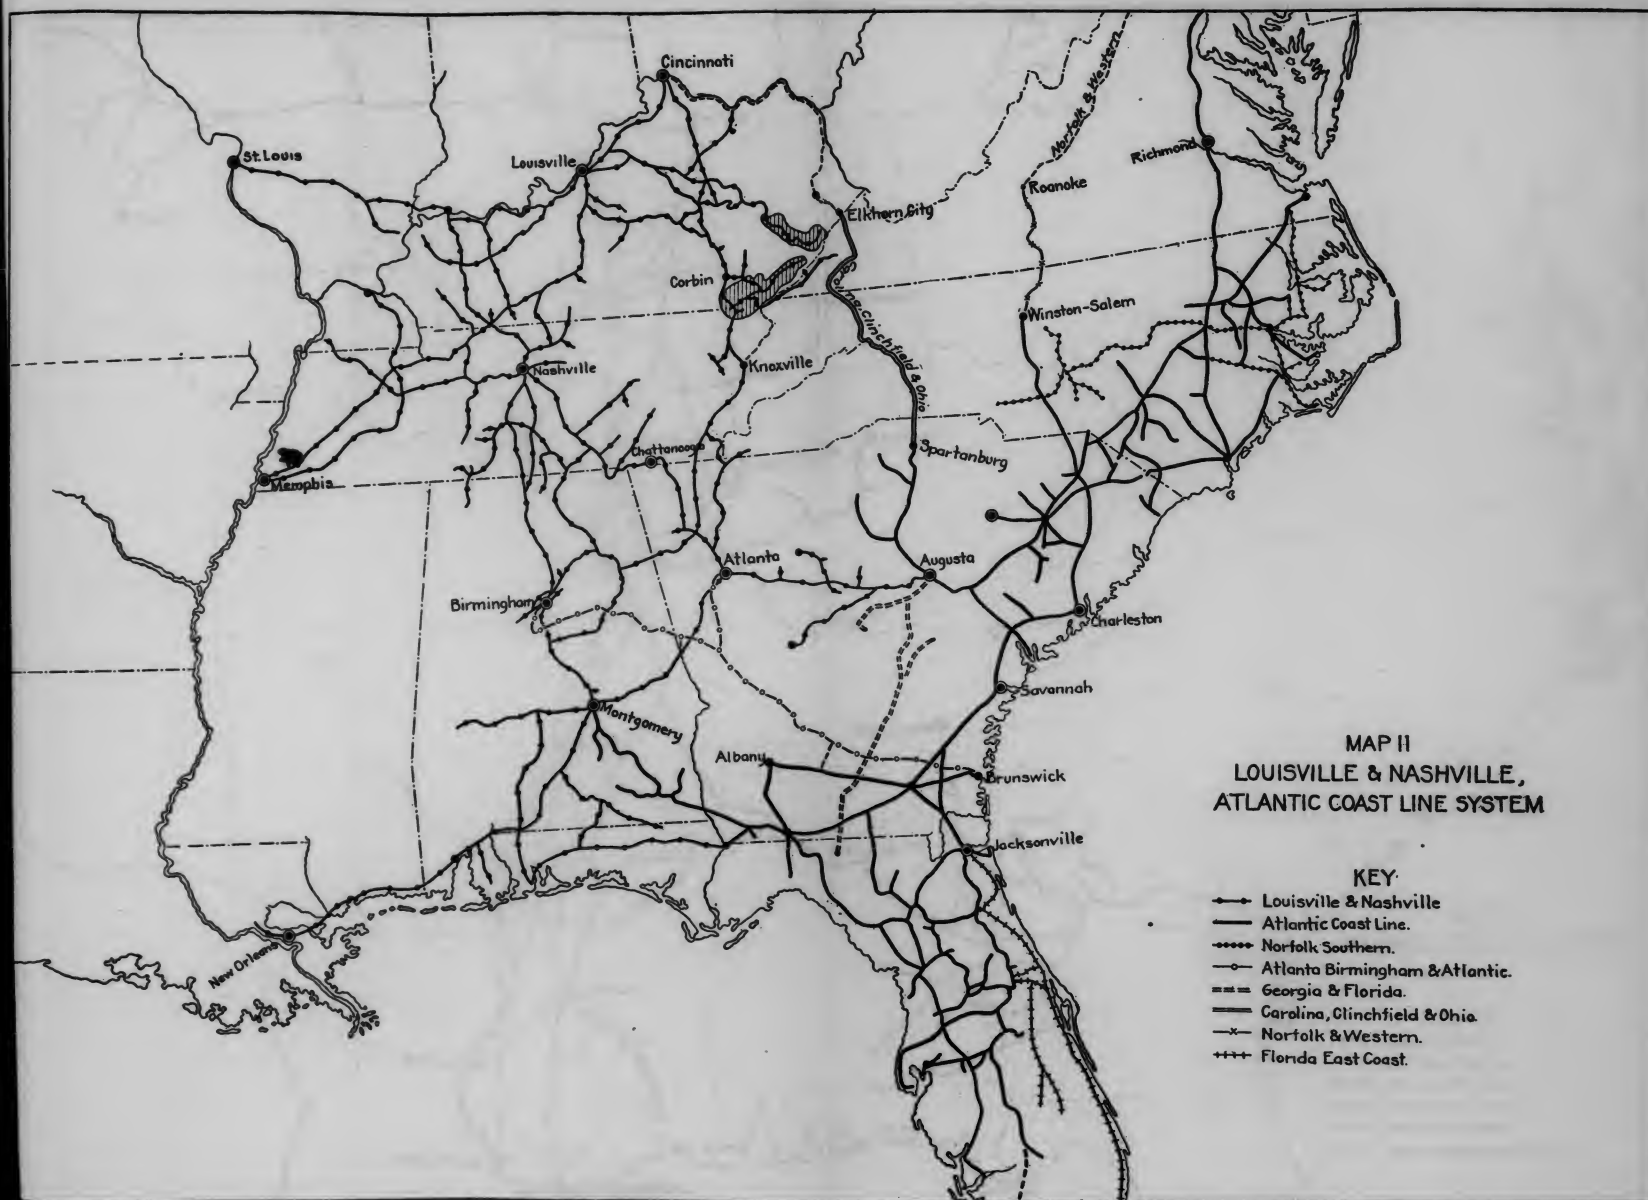 Cincinnati
St. Louis
Louisville
Norfolk & Western
Richmond
Roanoke
Elkhorn City
Corbin
Carolina, Clinchfield & Ohio
Winston-Salem
Nashville
Knoxville
Chattanooga
Spartanburg
Memphis
Atlanta
Augusta
Birmingham
Charleston
Savannah
Montgomery
Albany
Brunswick
Jacksonville
New Orleans
MAP II
LOUISVILLE & NASHVILLE,
ATLANTIC COAST LINE SYSTEM
KEY
Louisville & Nashville
Atlantic Coast Line.
Norfolk Southern.
Atlanta Birmingham & Atlantic.
Georgia & Florida.
Carolina, Clinchfield & Ohio.
Norfolk & Western.
Florida East Coast.